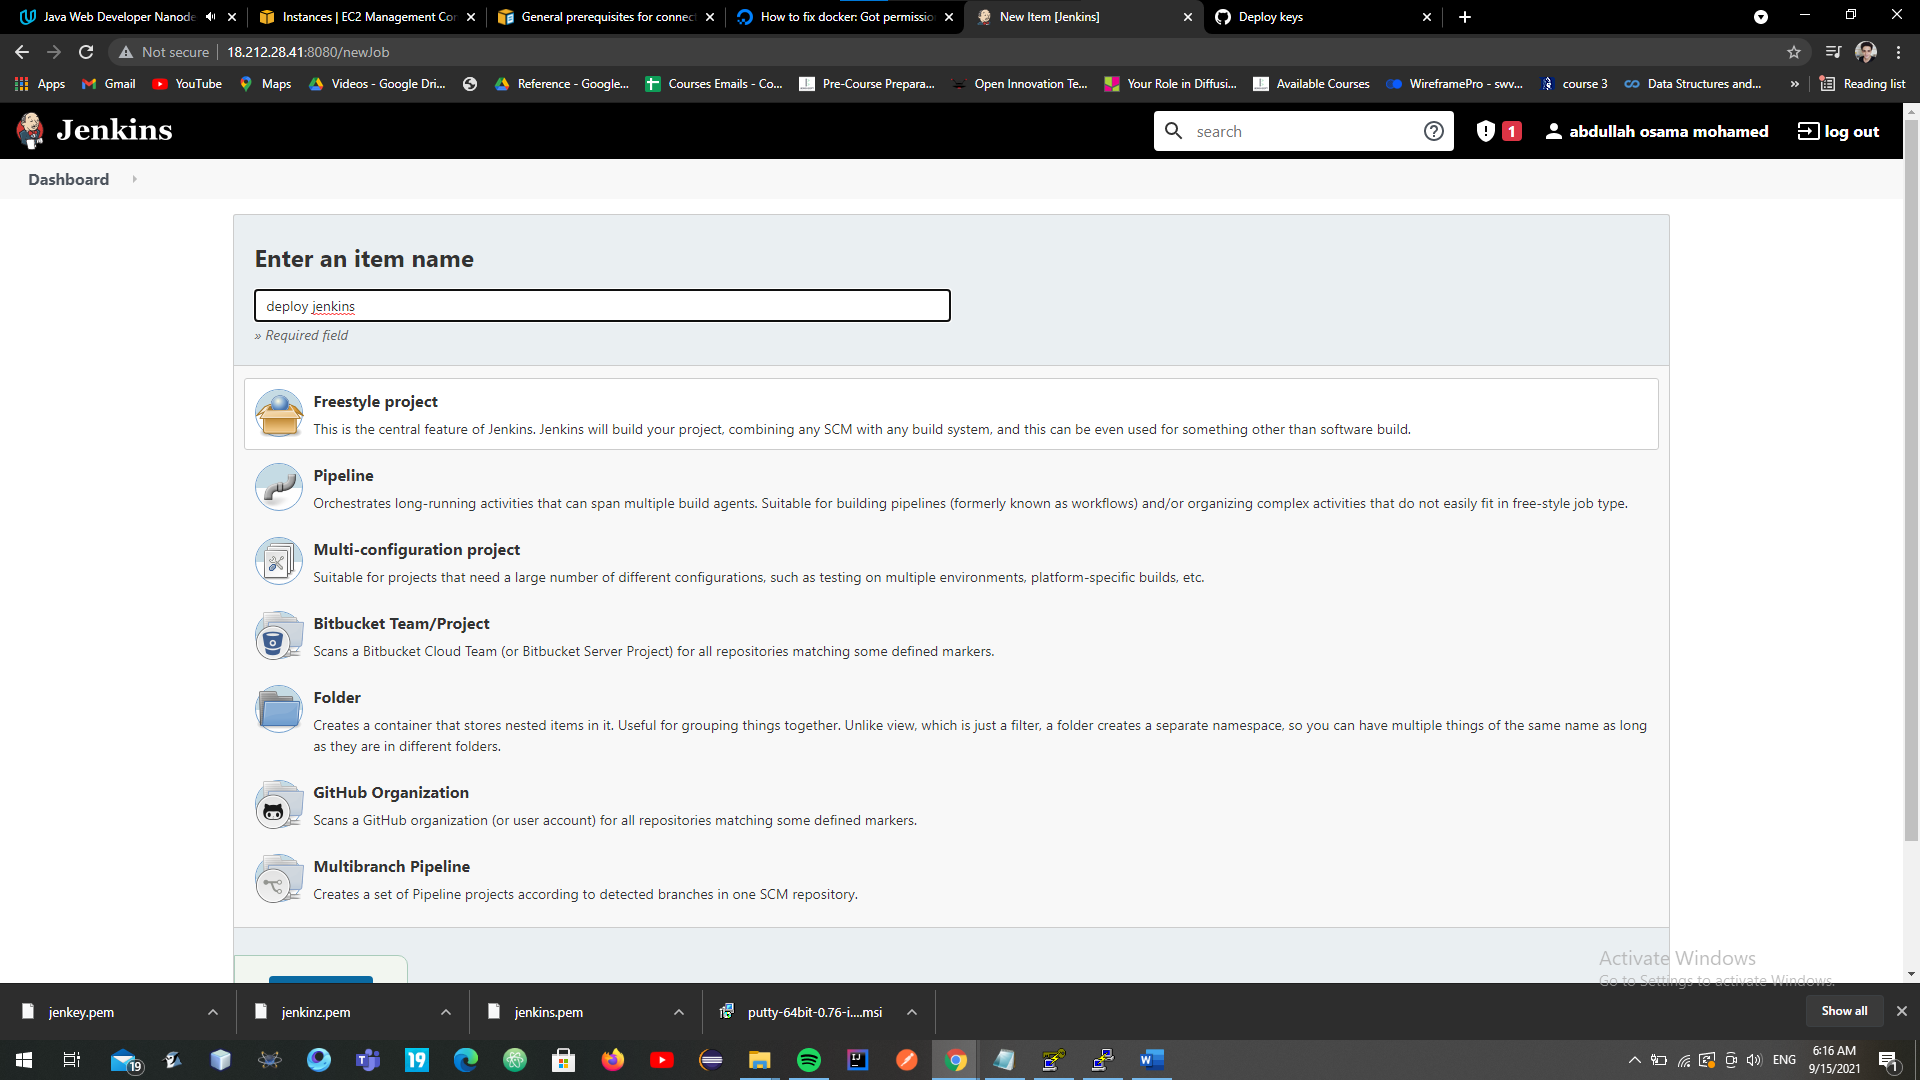 Java Web Developer Nanode
Instances | EC2 Management Con
General prerequisites for connec
How to fix docker: Got permissio
New Item [Jenkins]
Deploy keys
Not secure
18.212.28.41:8080/newJob
Apps
Gmail
YouTube
Maps
Videos - Google Dri...
Reference - Google...
Courses Emails - Co...
Pre-Course Prepara...
Open Innovation Te...
Your Role in Diffusi...
Available Courses
WireframePro - swv...
course 3
Data Structures and...
»
Reading list
Jenkins
search
1
abdullah osama mohamed
log out
Dashboard
Enter an item name
deploy jenkins
» Required field
Freestyle project
This is the central feature of Jenkins. Jenkins will build your project, combining any SCM with any build system, and this can be even used for something other than software build.
Pipeline
Orchestrates long-running activities that can span multiple build agents. Suitable for building pipelines (formerly known as workflows) and/or organizing complex activities that do not easily fit in free-style job type.
Multi-configuration project
Suitable for projects that need a large number of different configurations, such as testing on multiple environments, platform-specific builds, etc.
Bitbucket Team/Project
Scans a Bitbucket Cloud Team (or Bitbucket Server Project) for all repositories matching some defined markers.
Folder
Creates a container that stores nested items in it. Useful for grouping things together. Unlike view, which is just a filter, a folder creates a separate namespace, so you can have multiple things of the same name as long
as they are in different folders.
GitHub Organization
Scans a GitHub organization (or user account) for all repositories matching some defined markers.
Multibranch Pipeline
Creates a set of Pipeline projects according to detected branches in one SCM repository.
Activate Windows
Go to Settings to activate Windows.
jenkey.pem
jenkinz.pem
jenkins.pem
putty-64bit-0.76-i....msi
Show all
19
19
IJ
W
ENG
6:16 AM
9/15/2021
1